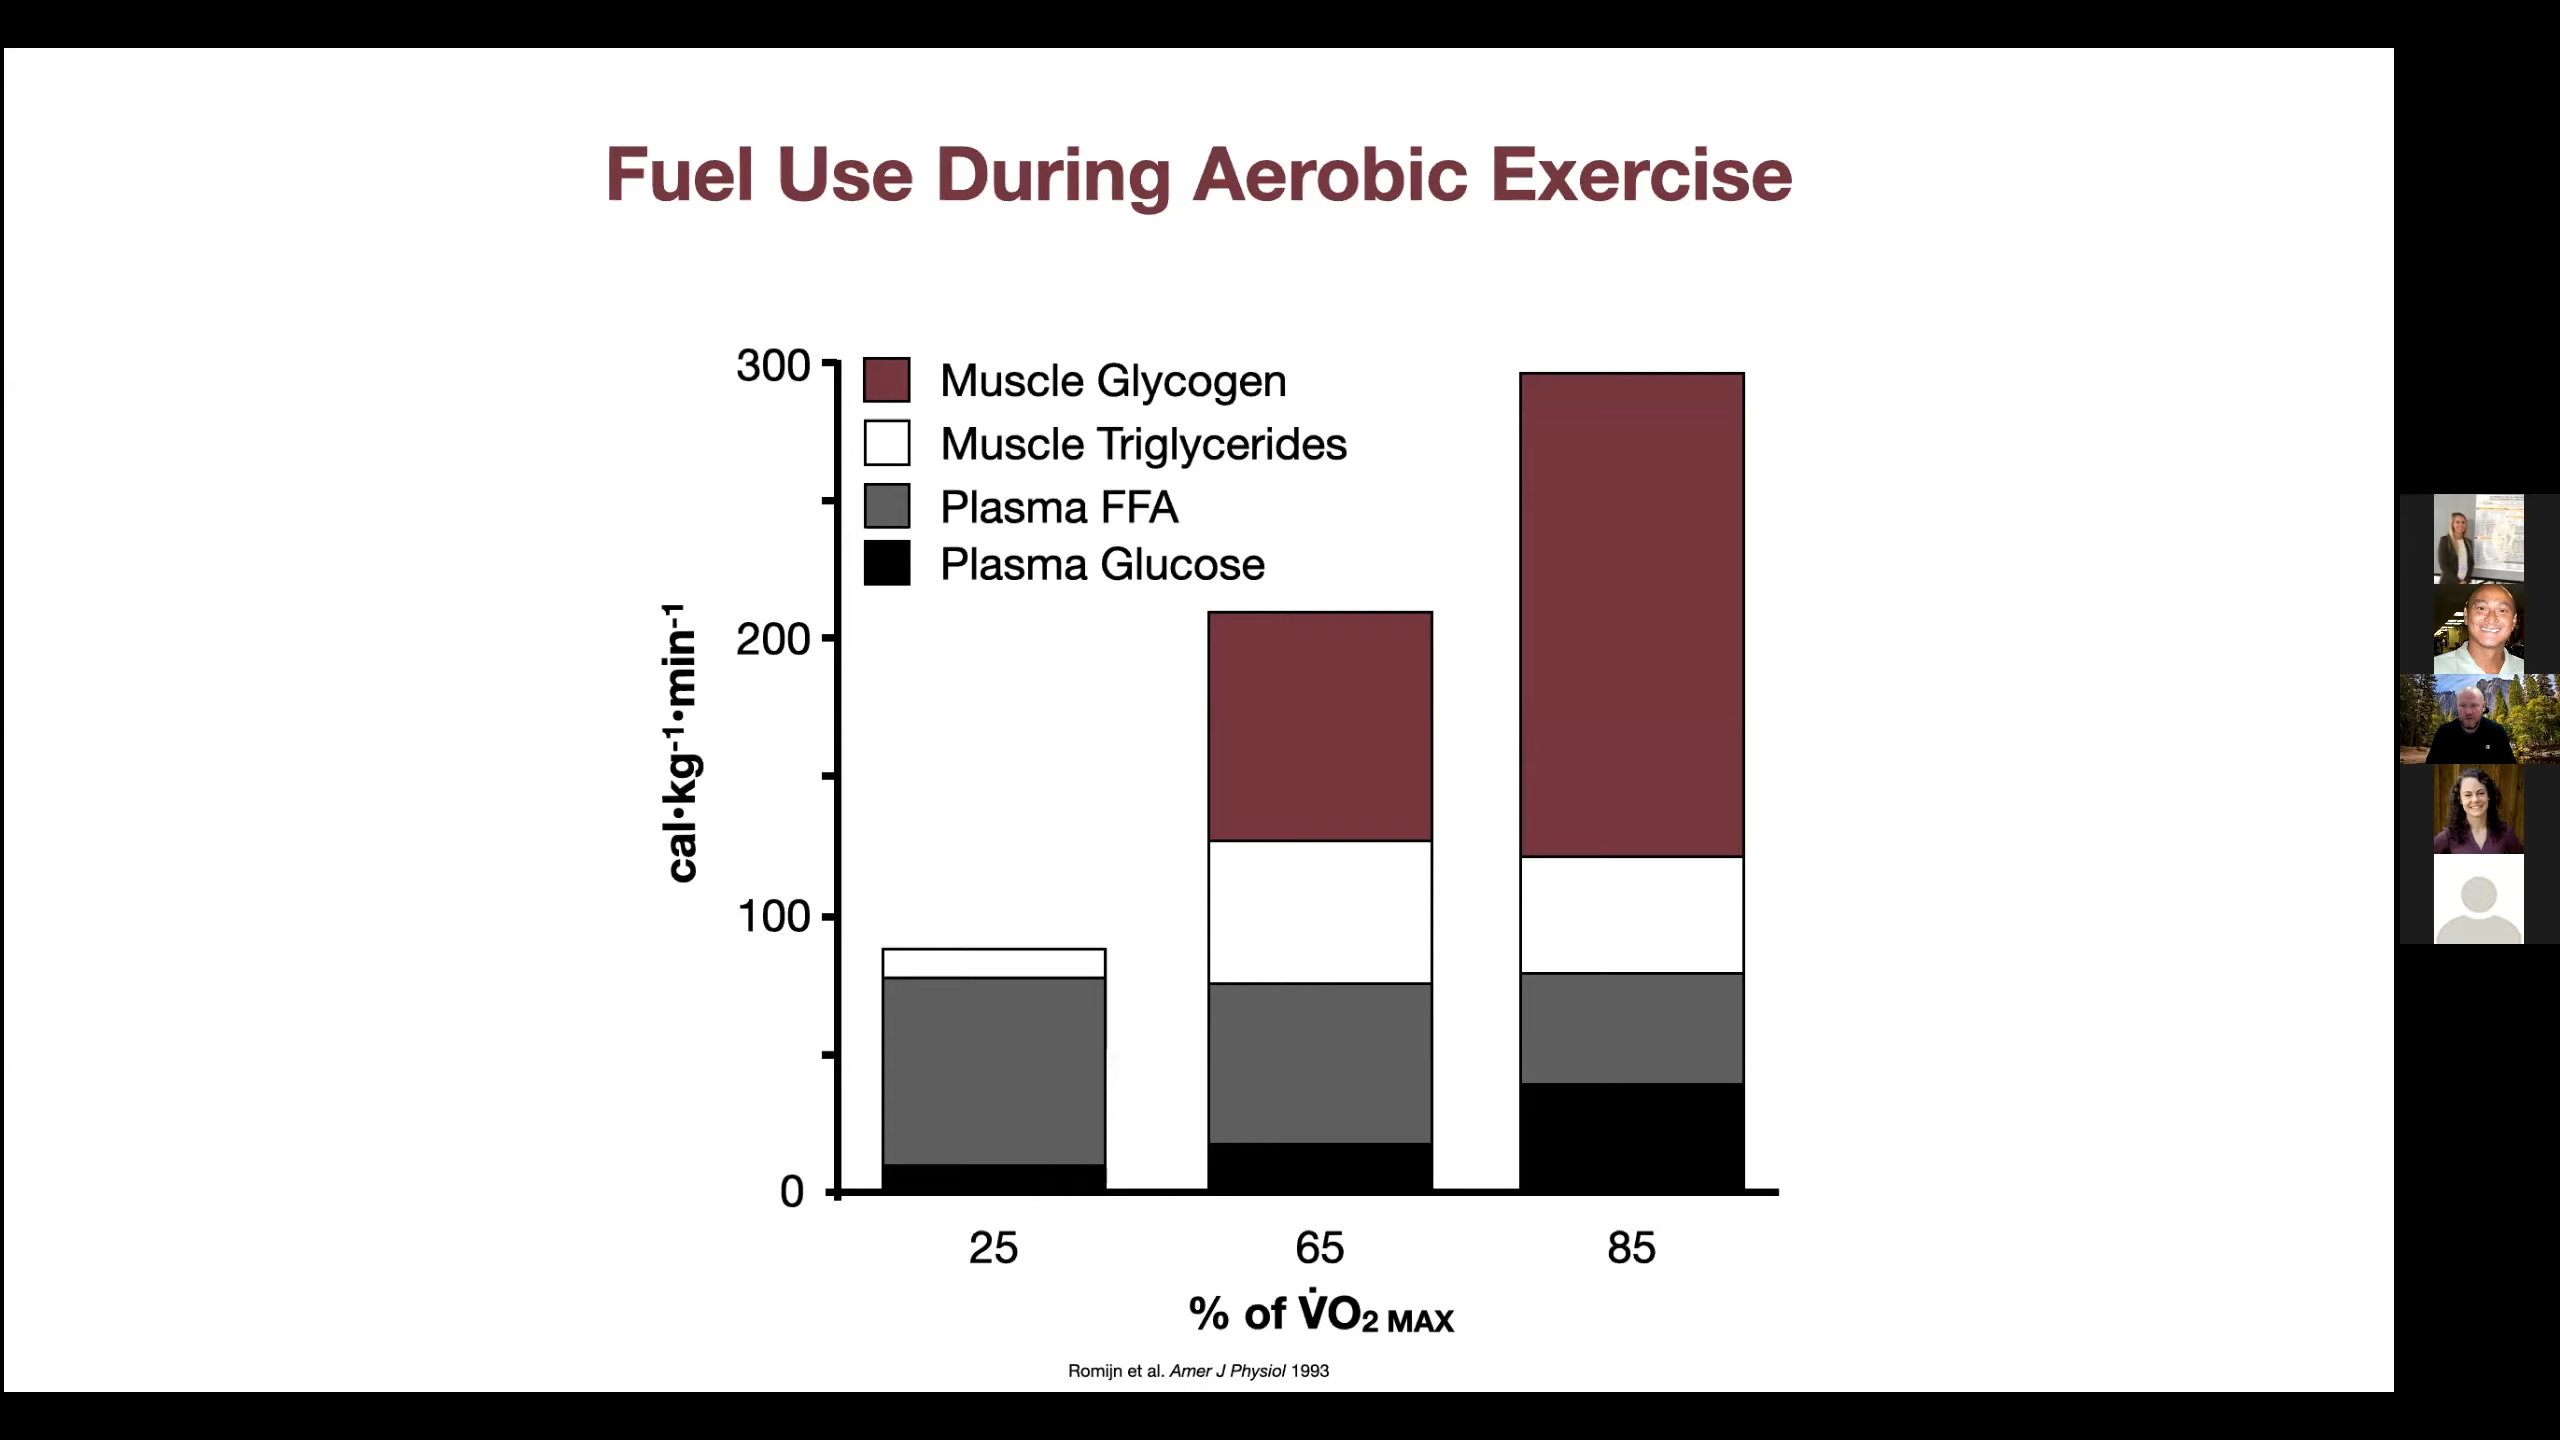 Fuel Use During Aerobic Exercise
300
200
100
0
cal•kg⁻¹•min⁻¹
Muscle Glycogen
Muscle Triglycerides
Plasma FFA
Plasma Glucose
25 65 85
% of V̇O₂ MAX
Romijn et al. Amer J Physiol 1993